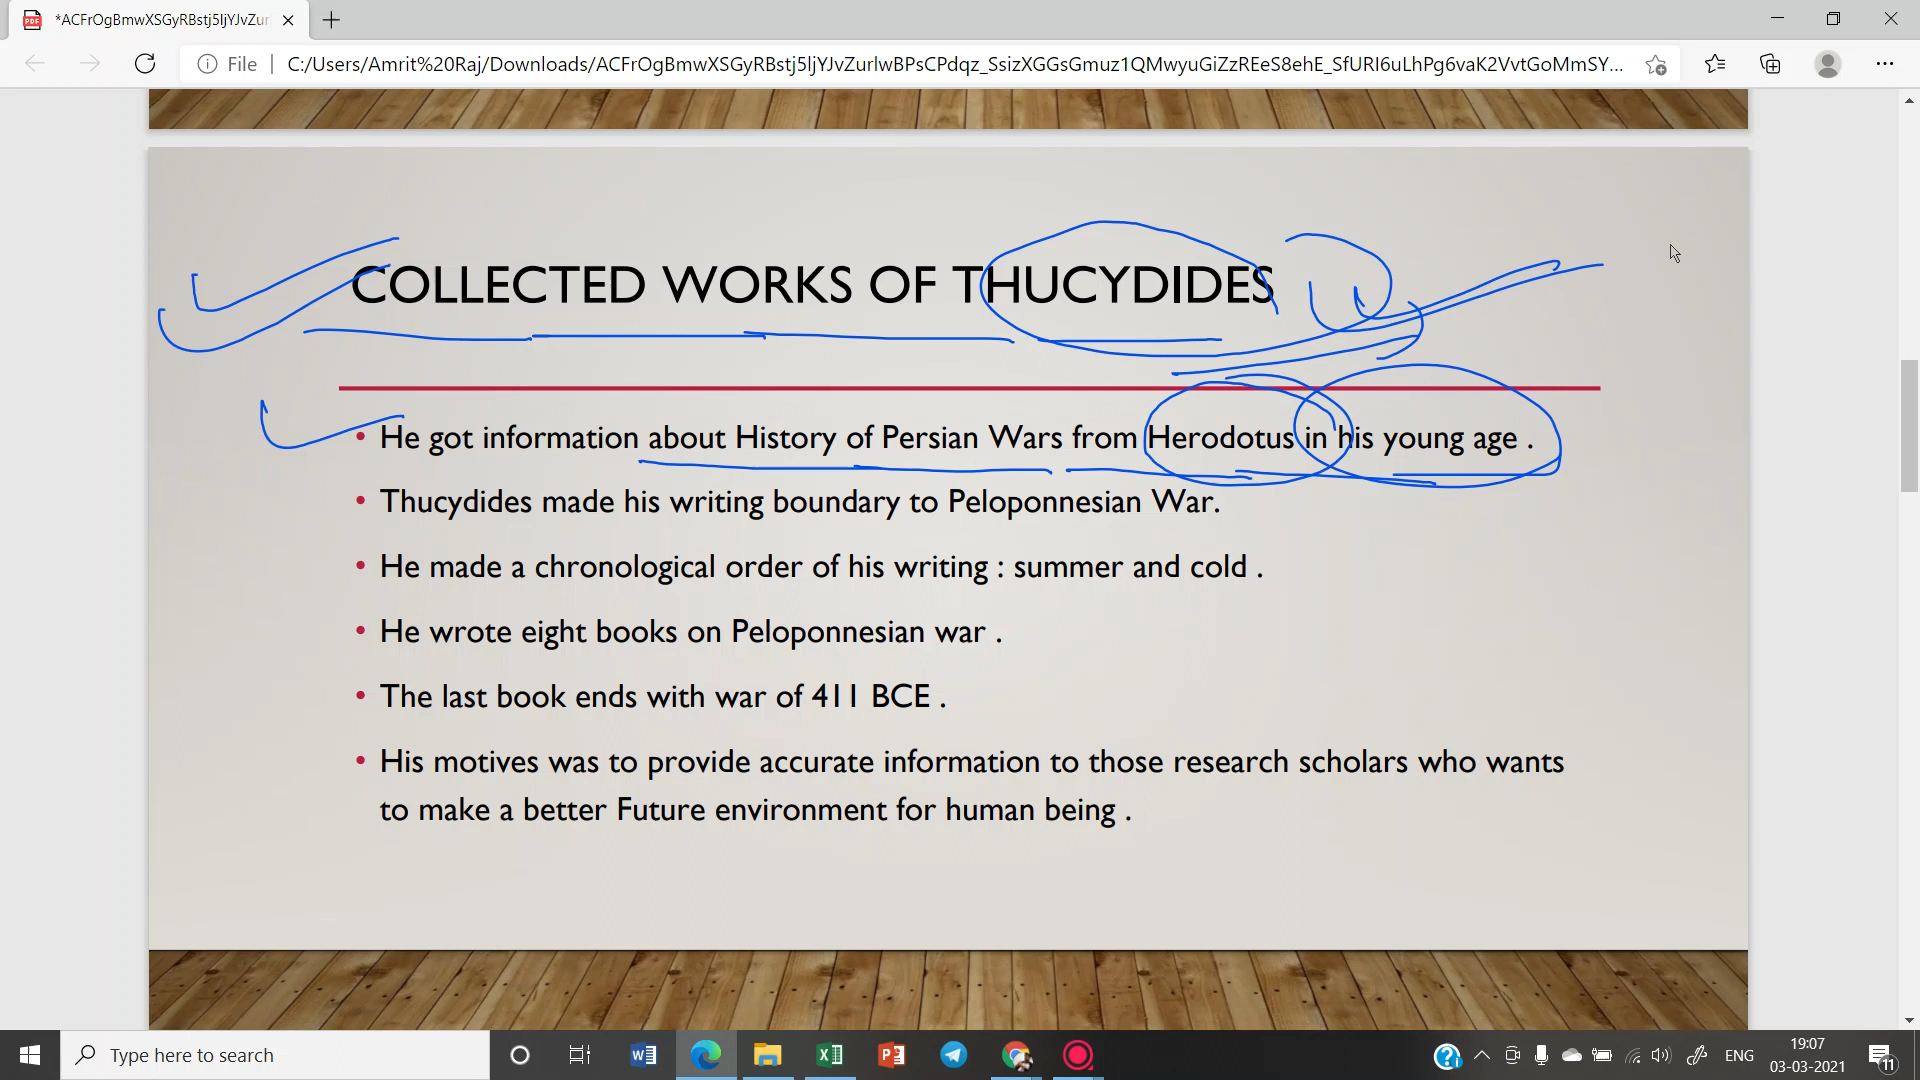 *ACFrOgBmwXSGyRBstj5ljYJvZur
File
C:/Users/Amrit%20Raj/Downloads/ACFrOgBmwXSGyRBstj5ljYJvZurlwBPsCPdqz_SsizXGGsGmuz1QMwyuGiZzREeS8ehE_SfURI6uLhPg6vaK2VvtGoMmSY...
COLLECTED WORKS OF THUCYDIDES
• He got information about History of Persian Wars from Herodotus in his young age .
• Thucydides made his writing boundary to Peloponnesian War.
• He made a chronological order of his writing : summer and cold .
• He wrote eight books on Peloponnesian war .
• The last book ends with war of 411 BCE .
• His motives was to provide accurate information to those research scholars who wants
to make a better Future environment for human being .
Type here to search
ENG
19:07
03-03-2021
11